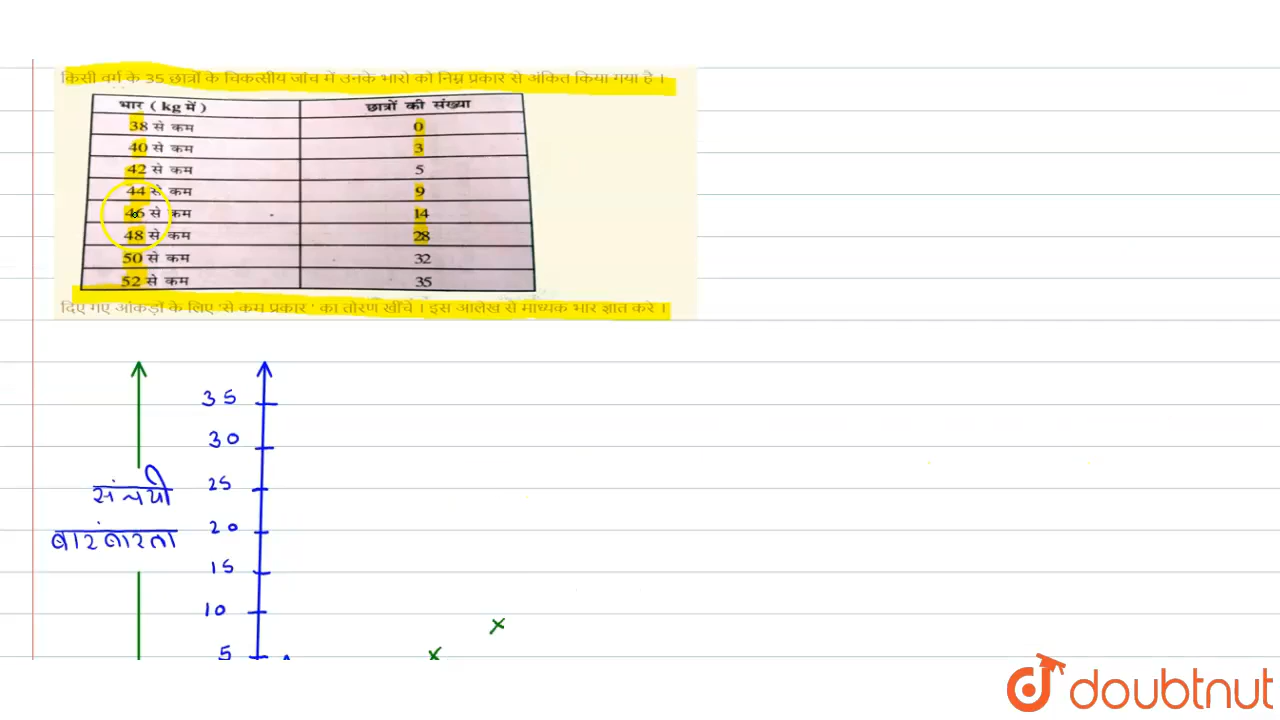 किसी वर्ग के 35 छात्रों के चिकत्सीय जांच में उनके भारो को निम्न प्रकार से अंकित किया गया है ।
भार ( kg में ) छात्रों की संख्या
38 से कम 0
40 से कम 3
42 से कम 5
44 से कम 9
46 से कम 14
48 से कम 28
50 से कम 32
52 से कम 35
दिए गए आंकड़ों के लिए 'से कम प्रकार ' का तोरण खींचें । इस आलेख से माध्यक भार ज्ञात करे ।
35
30
संचयी 25
बारंबारता 20
15
10
5
doubtnut